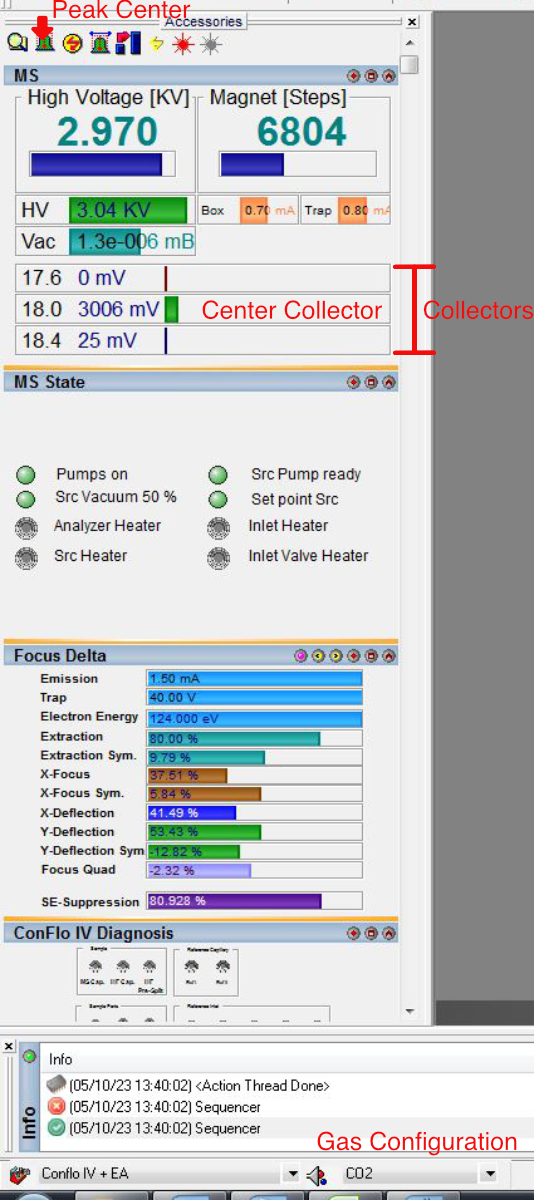 Peak Center
Accessories
MS
High Voltage [KV] Magnet [Steps]
2.970 6804
HV 3.04 KV Box 0.70 mA Trap 0.80 mA
Vac 1.3e-006 mB
17.6 0 mV
18.0 3006 mV Center Collector Collectors
18.4 25 mV
MS State
Pumps on Src Pump ready
Src Vacuum 50 % Set point Src
Analyzer Heater Inlet Heater
Src Heater Inlet Valve Heater
Focus Delta
Emission 1.50 mA
Trap 40.00 V
Electron Energy 124.000 eV
Extraction 80.00 %
Extraction Sym. 9.79 %
X-Focus 37.51 %
X-Focus Sym. 5.84 %
X-Deflection 41.49 %
Y-Deflection 53.43 %
Y-Deflection Sym -12.82 %
Focus Quad -2.32 %
SE-Suppression 80.928 %
ConFlo IV Diagnosis
Sample Reference Capillary
MS Cap. HF Cap. HF Pre-Split
Info
(05/10/23 13:40:02) <Action Thread Done>
(05/10/23 13:40:02) Sequencer
(05/10/23 13:40:02) Sequencer
Info
Gas Configuration
Conflo IV + EA CO2